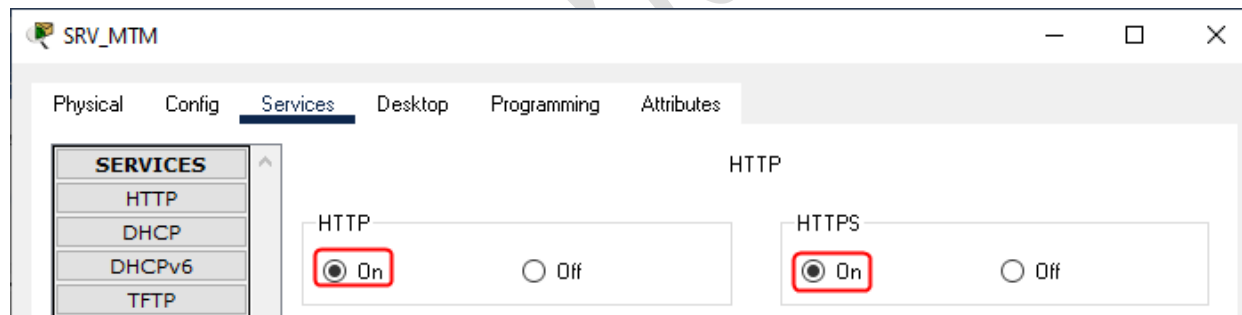 SRV_MTM
Physical Config Services Desktop Programming Attributes
SERVICES
HTTP
DHCP
DHCPv6
TFTP
HTTP
HTTP
On Off
HTTPS
On Off